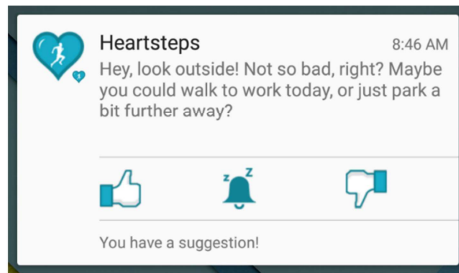 Heartsteps 8:46 AM
Hey, look outside! Not so bad, right? Maybe
you could walk to work today, or just park a
bit further away?
z z
You have a suggestion!